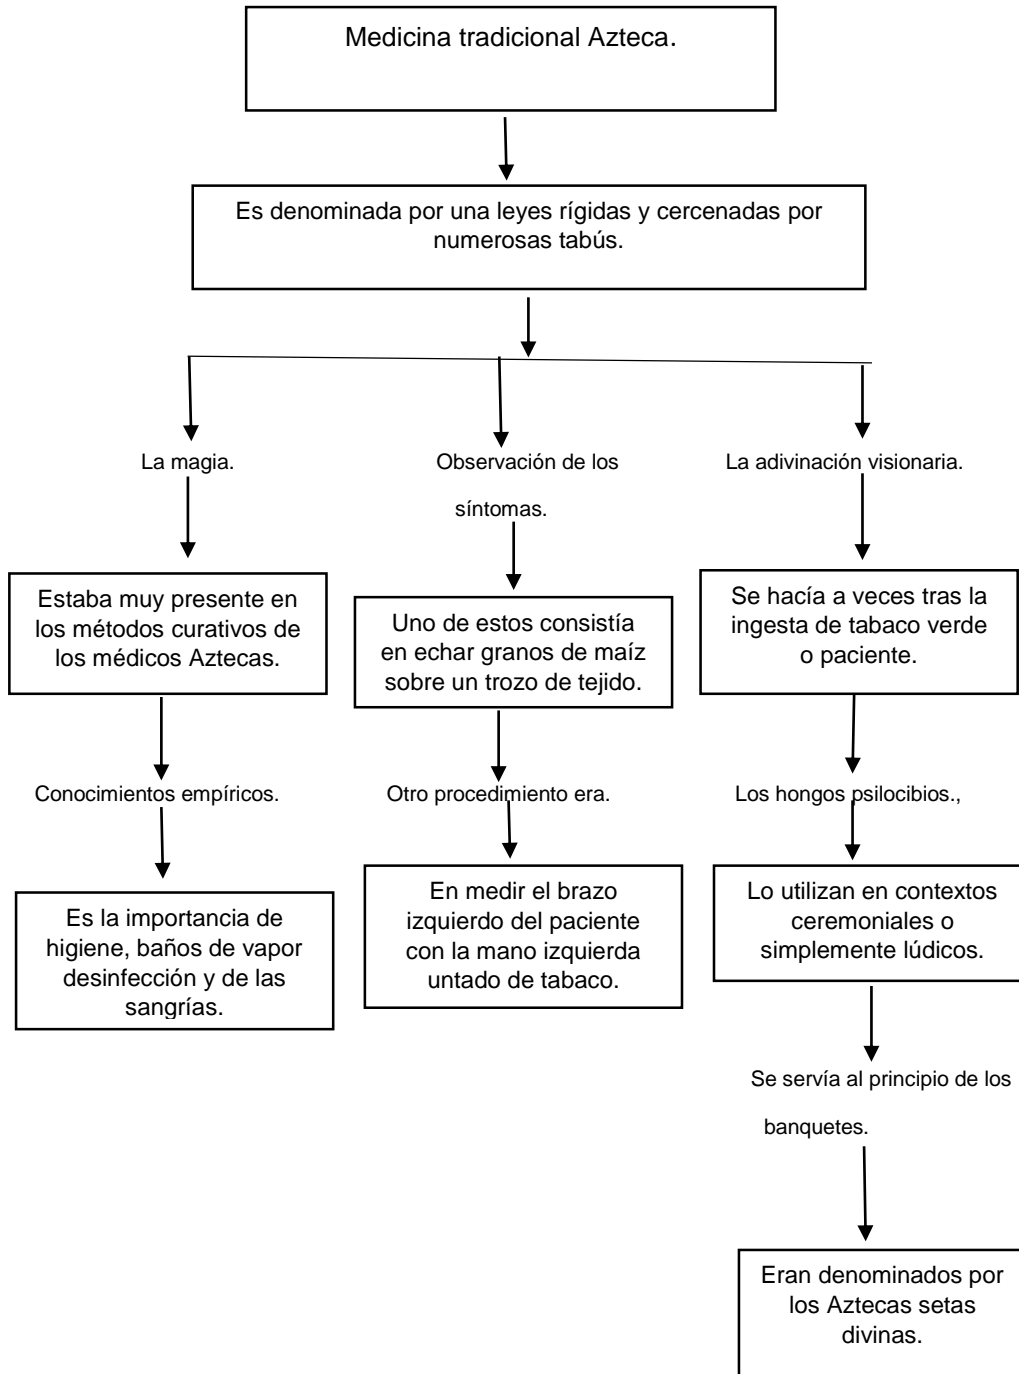 Medicina tradicional Azteca.
Es denominada por una leyes rígidas y cercenadas por
numerosas tabús.
La magia.
Estaba muy presente en
los métodos curativos de
los médicos Aztecas.
Conocimientos empíricos.
Es la importancia de
higiene, baños de vapor
desinfección y de las
sangrías.
Observación de los
síntomas.
Uno de estos consistía
en echar granos de maíz
sobre un trozo de tejido.
Otro procedimiento era.
En medir el brazo
izquierdo del paciente
con la mano izquierda
untado de tabaco.
La adivinación visionaria.
Se hacía a veces tras la
ingesta de tabaco verde
o paciente.
Los hongos psilocibios.,
Lo utilizan en contextos
ceremoniales o
simplemente lúdicos.
Se servía al principio de los
banquetes.
Eran denominados por
los Aztecas setas
divinas.